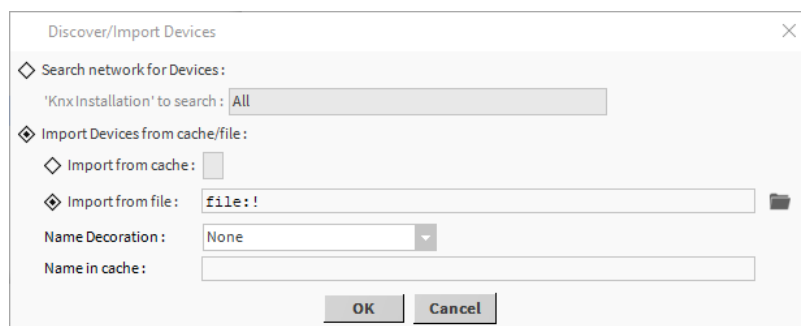 Discover/Import Devices
Search network for Devices :
'Knx Installation' to search : All
Import Devices from cache/file :
Import from cache :
Import from file : file:!
Name Decoration : None
Name in cache :
OK Cancel